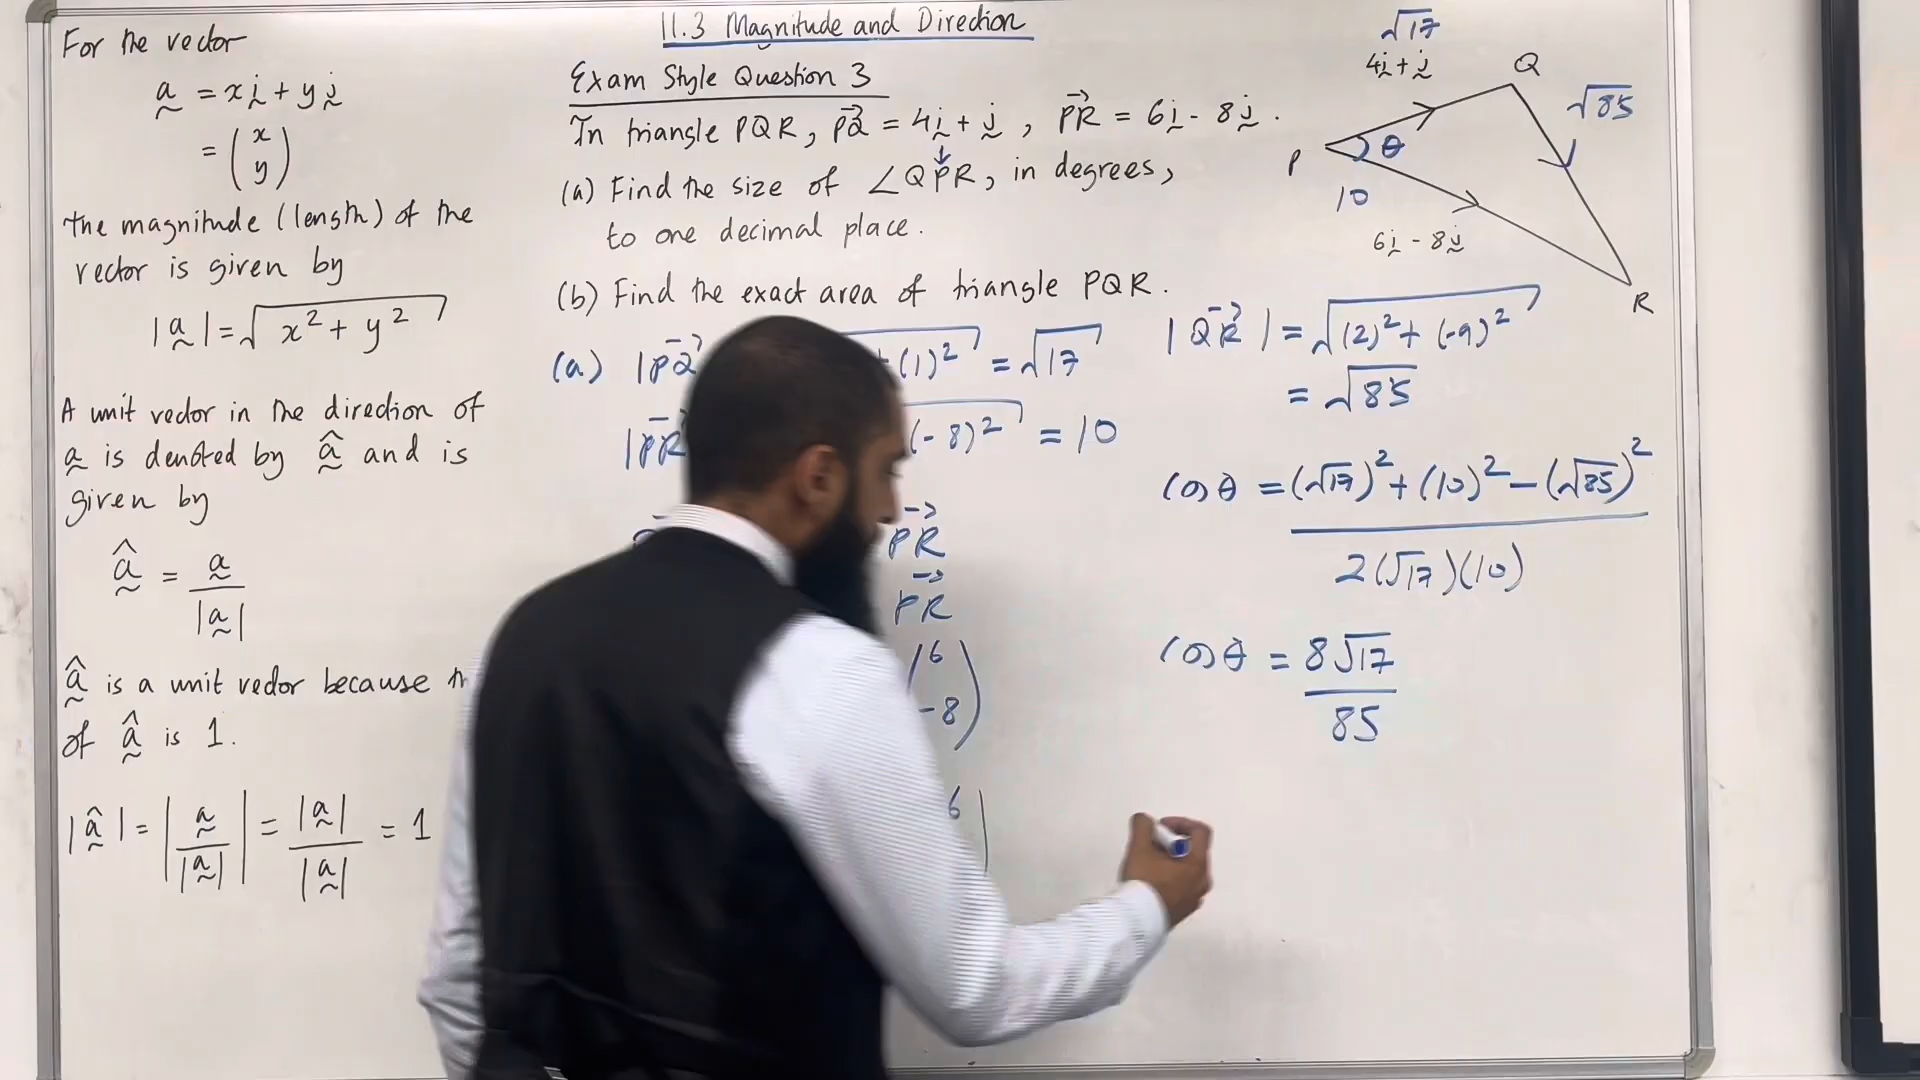 11.3 Magnitude and Direction
For the vector
a = xi + yj
= (x
y)
the magnitude (length) of the
vector is given by
|a| = √x² + y²
A unit vector in the direction of
a is denoted by â and is
given by
â = a
|a|
â is a unit vector because
of â is 1.
|â| = |a / |a|| = |a| / |a| = 1
Exam Style Question 3
In triangle PQR, PQ→ = 4i + j, PR→ = 6i - 8j.
(a) Find the size of ∠QPR, in degrees,
to one decimal place.
(b) Find the exact area of triangle PQR.
(a) |PQ→ (1)² = √17
|PR→ (-8)² = 10
PR→
PR→
(6
-8)
6
√17
4i + j
Q
√85
P
θ
10
6i - 8j
R
|QR→| = √(2)² + (-9)²
= √85
cos θ = (√17)² + (10)² - (√85)²
2(√17)(10)
cos θ = 8√17
85